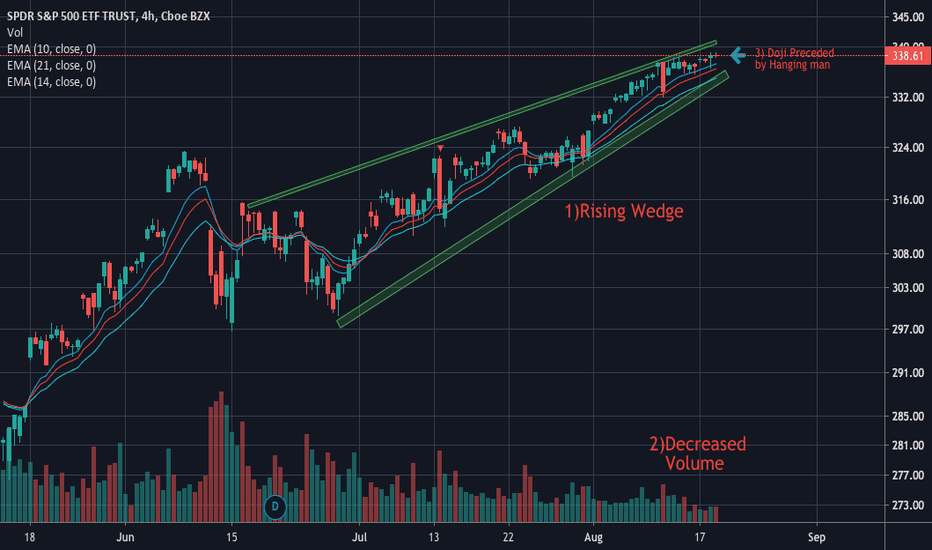 SPDR S&P 500 ETF TRUST, 4h, Cboe BZX
Vol
EMA (10, close, 0)
EMA (21, close, 0)
EMA (14, close, 0)
345.00
340.00
338.61
332.00
324.00
316.00
308.00
303.00
297.00
291.00
285.00
281.00
277.00
273.00
3) Doji Preceded
by Hanging man
1)Rising Wedge
2)Decreased
Volume
D
18
Jun
15
Jul
13
22
Aug
17
Sep